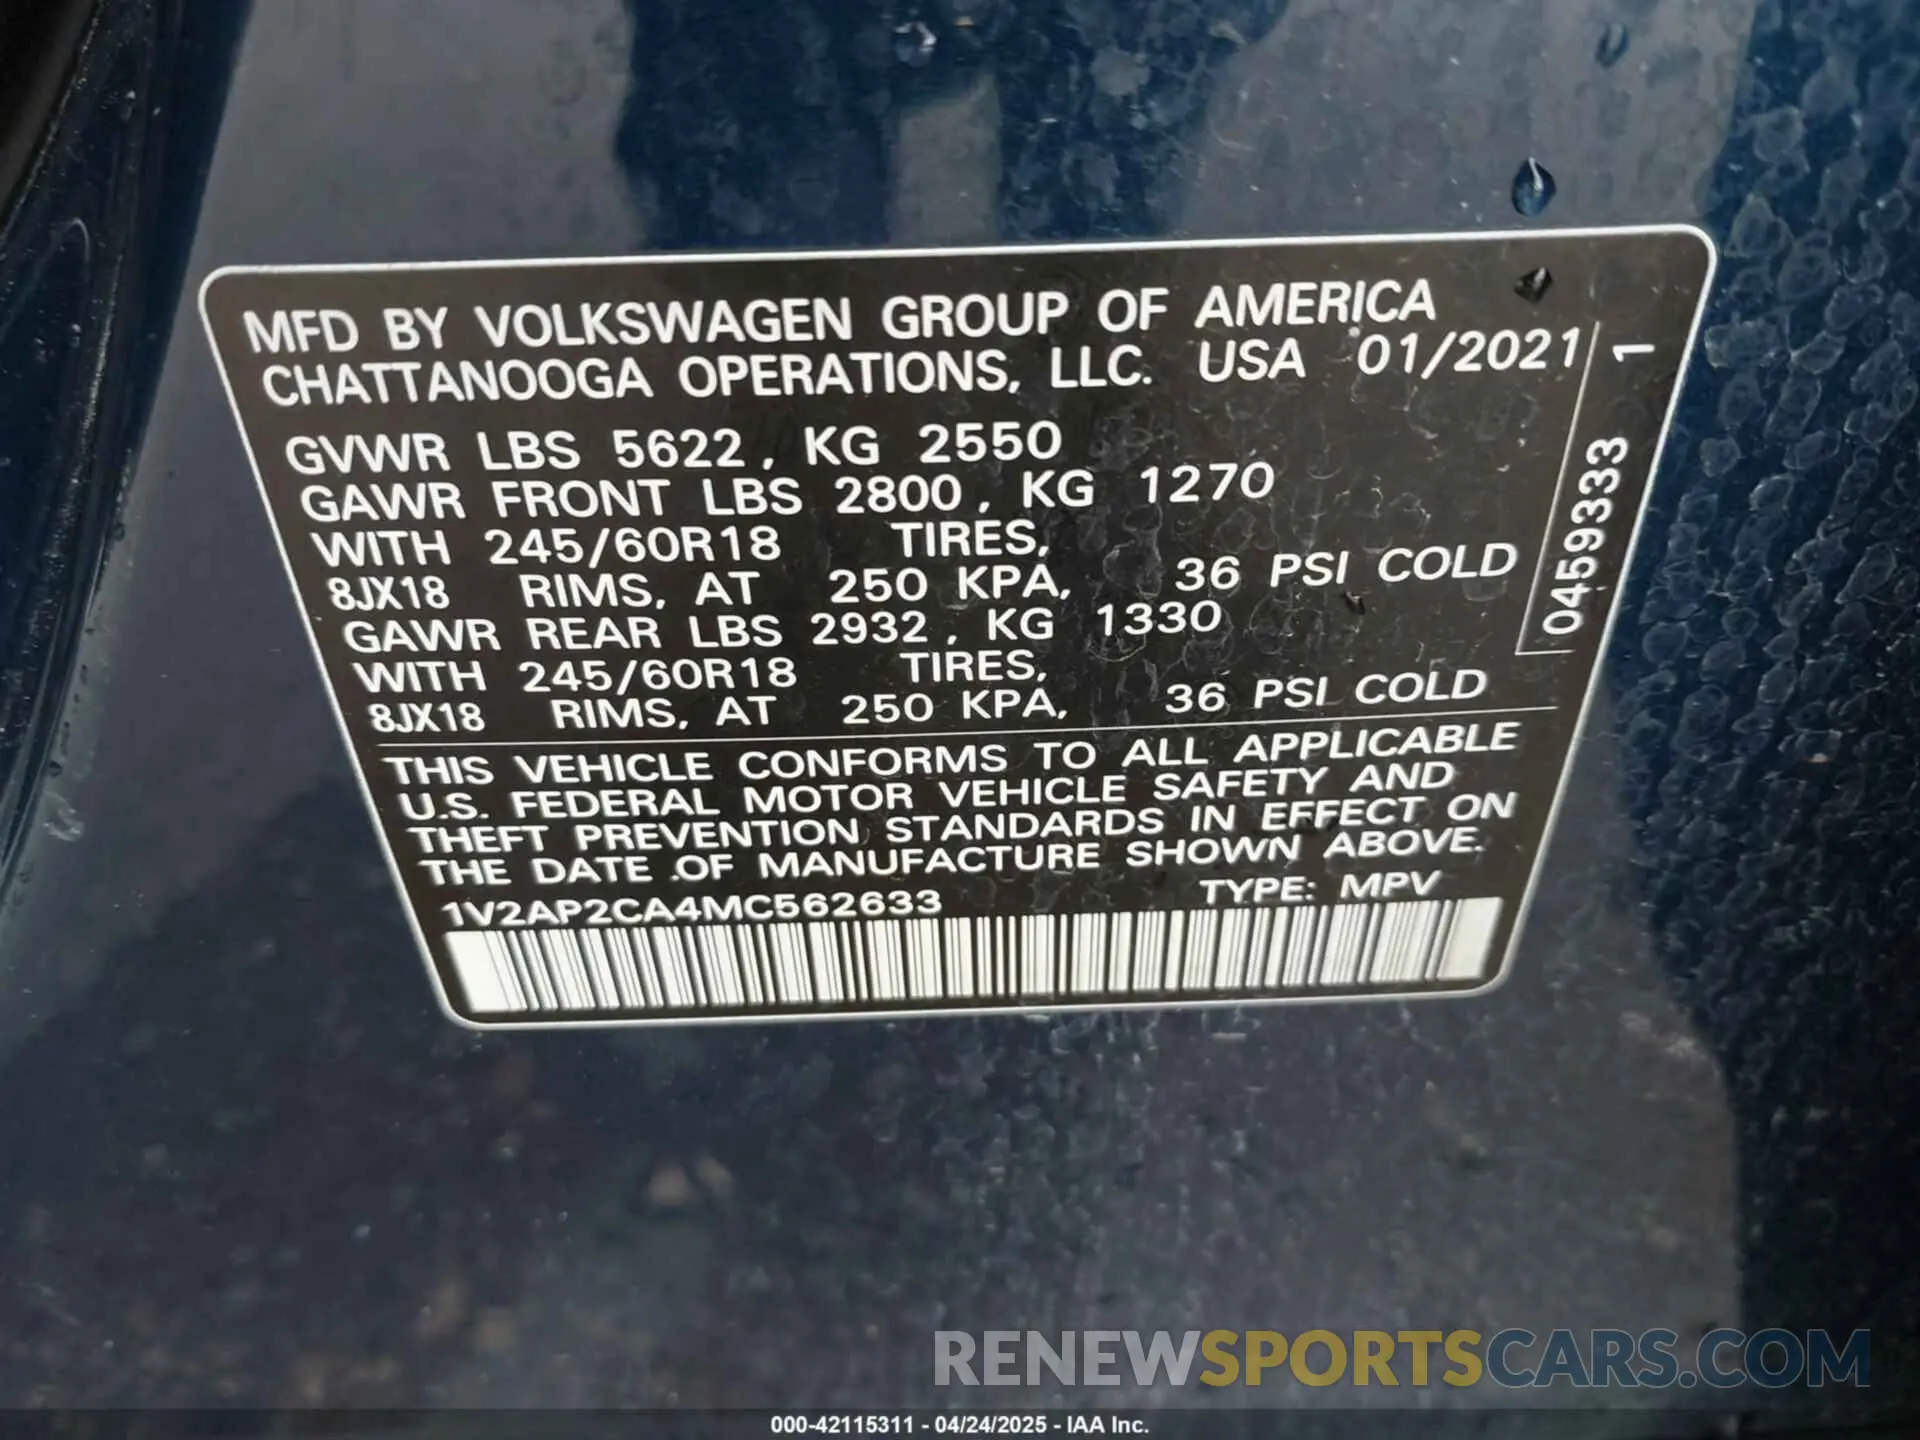 MFD BY VOLKSWAGEN GROUP OF AMERICA
CHATTANOOGA OPERATIONS, LLC. USA 01/2021
GVWR LBS 5622, KG 2550
GAWR FRONT LBS 2800, KG 1270
WITH 245/60R18 TIRES,
8JX18 RIMS, AT 250 KPA, 36 PSI COLD
GAWR REAR LBS 2932, KG 1330
WITH 245/60R18 TIRES,
8JX18 RIMS, AT 250 KPA, 36 PSI COLD
0459333 1
THIS VEHICLE CONFORMS TO ALL APPLICABLE
U.S. FEDERAL MOTOR VEHICLE SAFETY AND
THEFT PREVENTION STANDARDS IN EFFECT ON
THE DATE OF MANUFACTURE SHOWN ABOVE.
1V2AP2CA4MC562633 TYPE: MPV
RENEWSPORTSCARS.COM
000-42115311 - 04/24/2025 - IAA Inc.